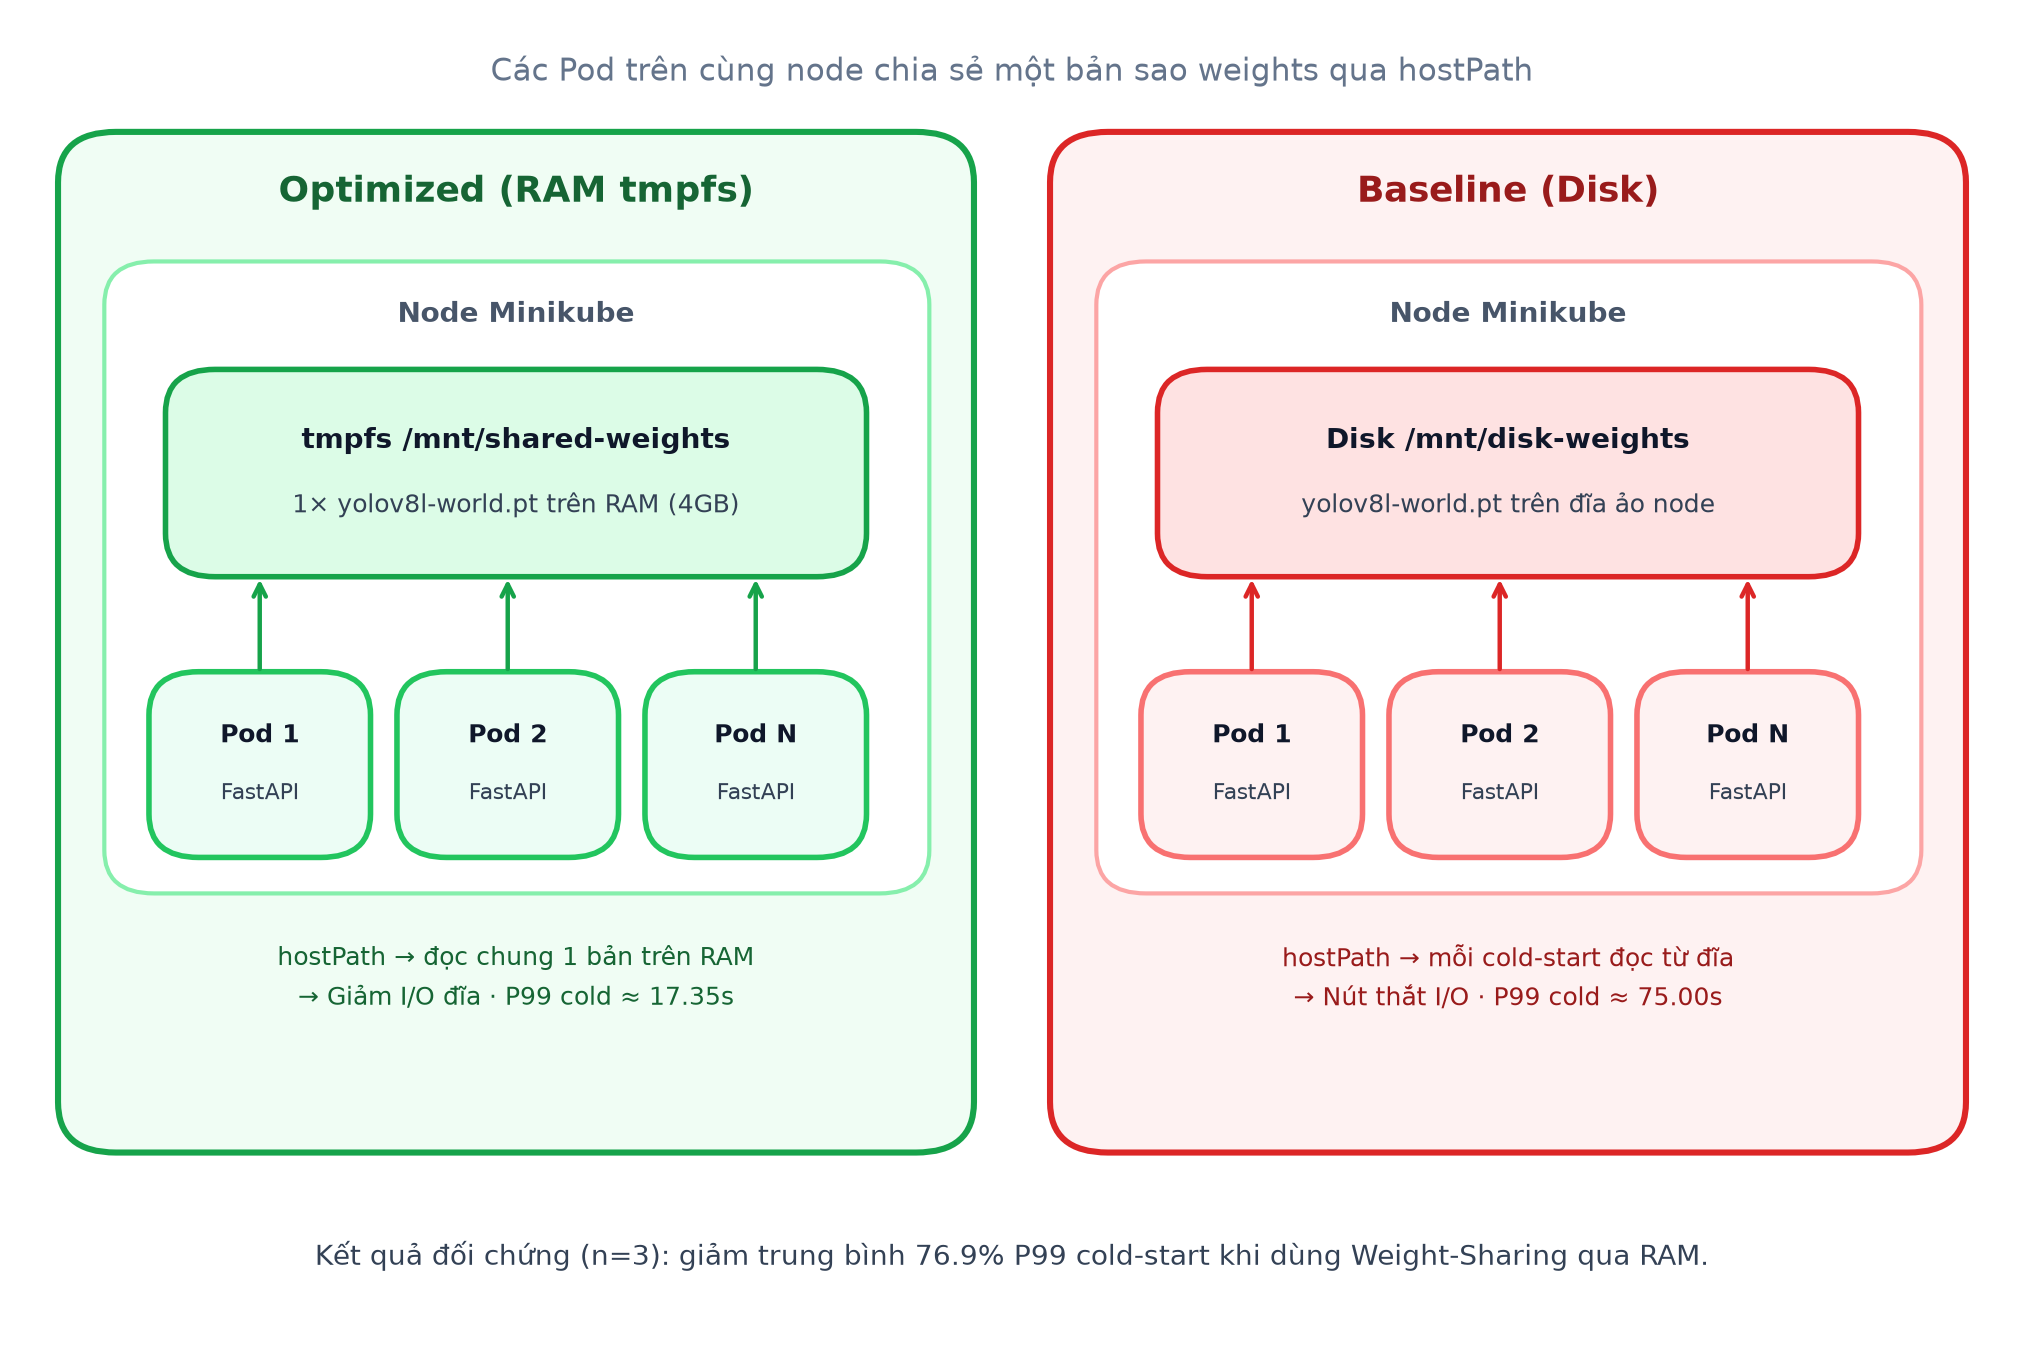 Các Pod trên cùng node chia sẻ một bản sao weights qua hostPath
Optimized (RAM tmpfs)
Node Minikube
tmpfs /mnt/shared-weights
1× yolov8l-world.pt trên RAM (4GB)
Pod 1
FastAPI
Pod 2
FastAPI
Pod N
FastAPI
hostPath → đọc chung 1 bản trên RAM
→ Giảm I/O đĩa · P99 cold ≈ 17.35s
Baseline (Disk)
Node Minikube
Disk /mnt/disk-weights
yolov8l-world.pt trên đĩa ảo node
Pod 1
FastAPI
Pod 2
FastAPI
Pod N
FastAPI
hostPath → mỗi cold-start đọc từ đĩa
→ Nút thắt I/O · P99 cold ≈ 75.00s
Kết quả đối chứng (n=3): giảm trung bình 76.9% P99 cold-start khi dùng Weight-Sharing qua RAM.